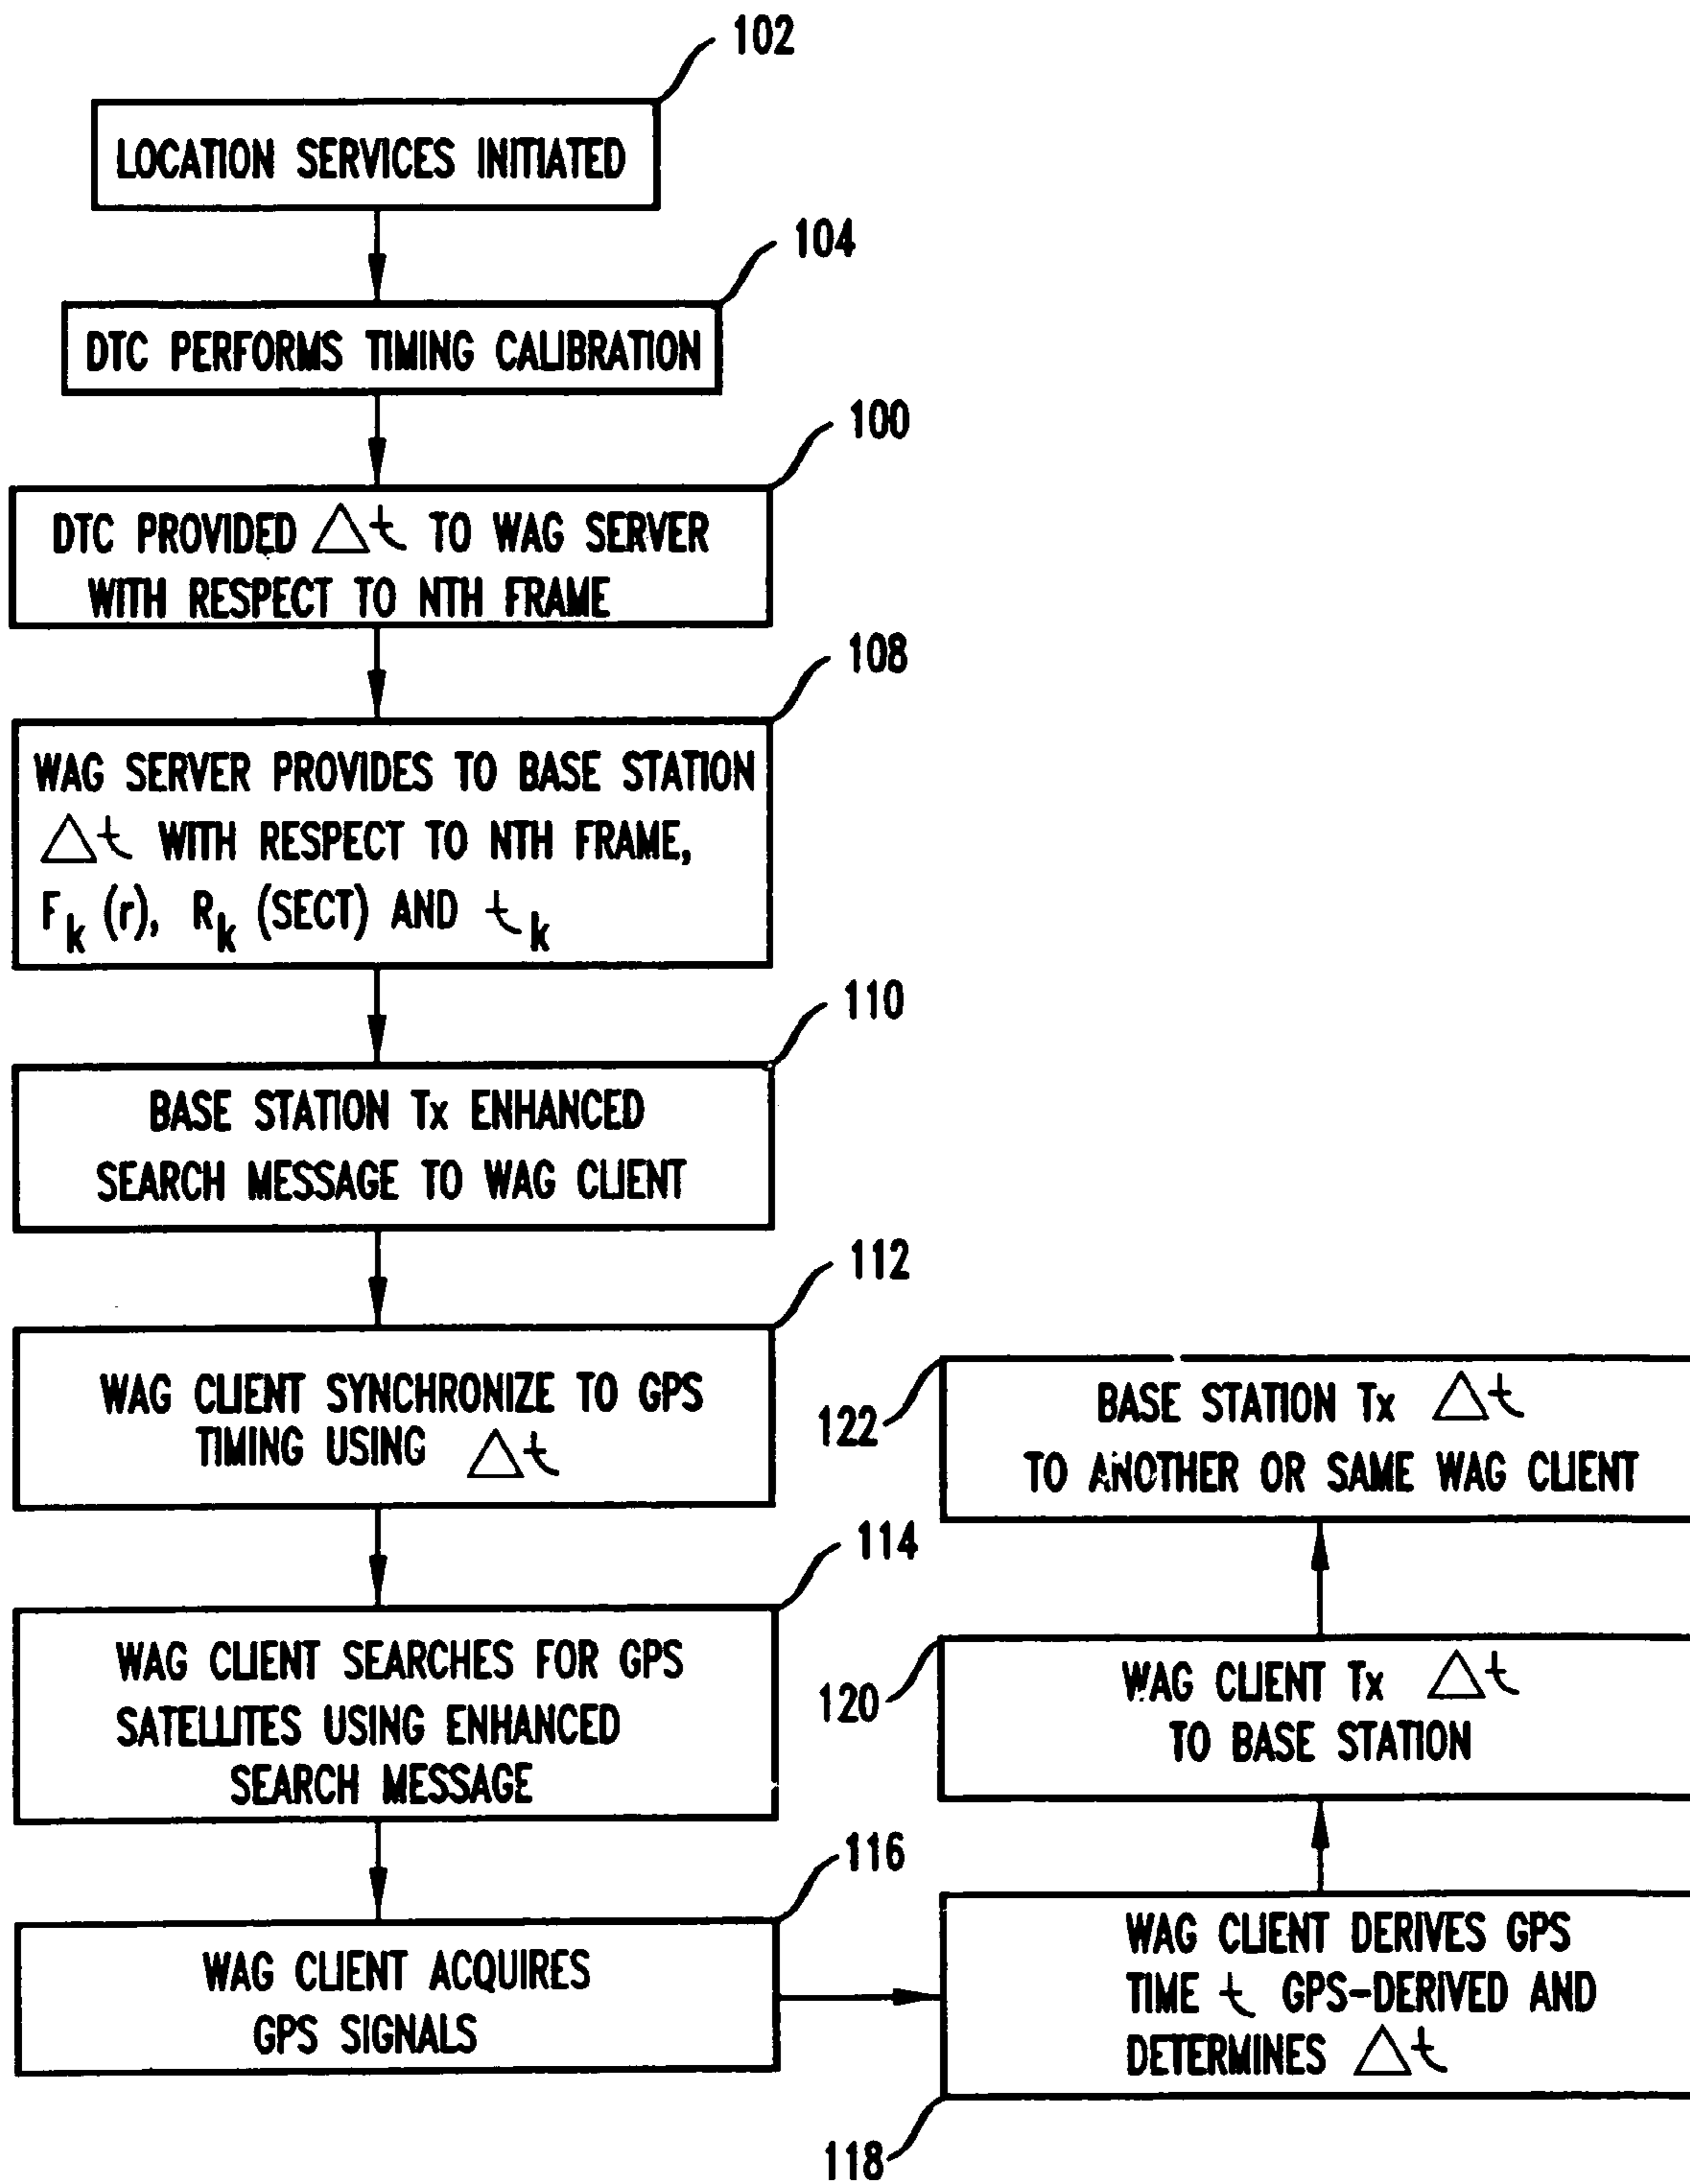 102
LOCATION SERVICES INITIATED
104
DTC PERFORMS TIMING CALIBRATION
100
DTC PROVIDED △t TO WAG SERVER
WITH RESPECT TO NTH FRAME
108
WAG SERVER PROVIDES TO BASE STATION
△t WITH RESPECT TO NTH FRAME,
Fk (r), Rk (SECT) AND tk
110
BASE STATION Tx ENHANCED
SEARCH MESSAGE TO WAG CLIENT
112
WAG CLIENT SYNCHRONIZE TO GPS
TIMING USING △t
114
WAG CLIENT SEARCHES FOR GPS
SATELLITES USING ENHANCED
SEARCH MESSAGE
116
WAG CLIENT ACQUIRES
GPS SIGNALS
WAG CLIENT DERIVES GPS
TIME t GPS-DERIVED AND
DETERMINES △t
118
WAG CLIENT Tx △t
TO BASE STATION
120
BASE STATION Tx △t
TO ANOTHER OR SAME WAG CLIENT
122